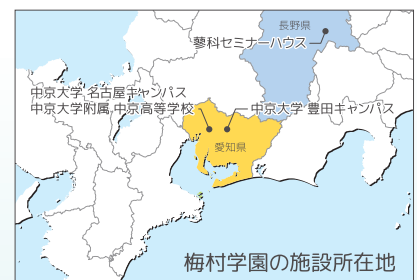 長野県
蓼科セミナーハウス
中京大学 名古屋キャンパス
中京大学附属 中京高等学校
中京大学 豊田キャンパス
愛知県
梅村学園の施設所在地